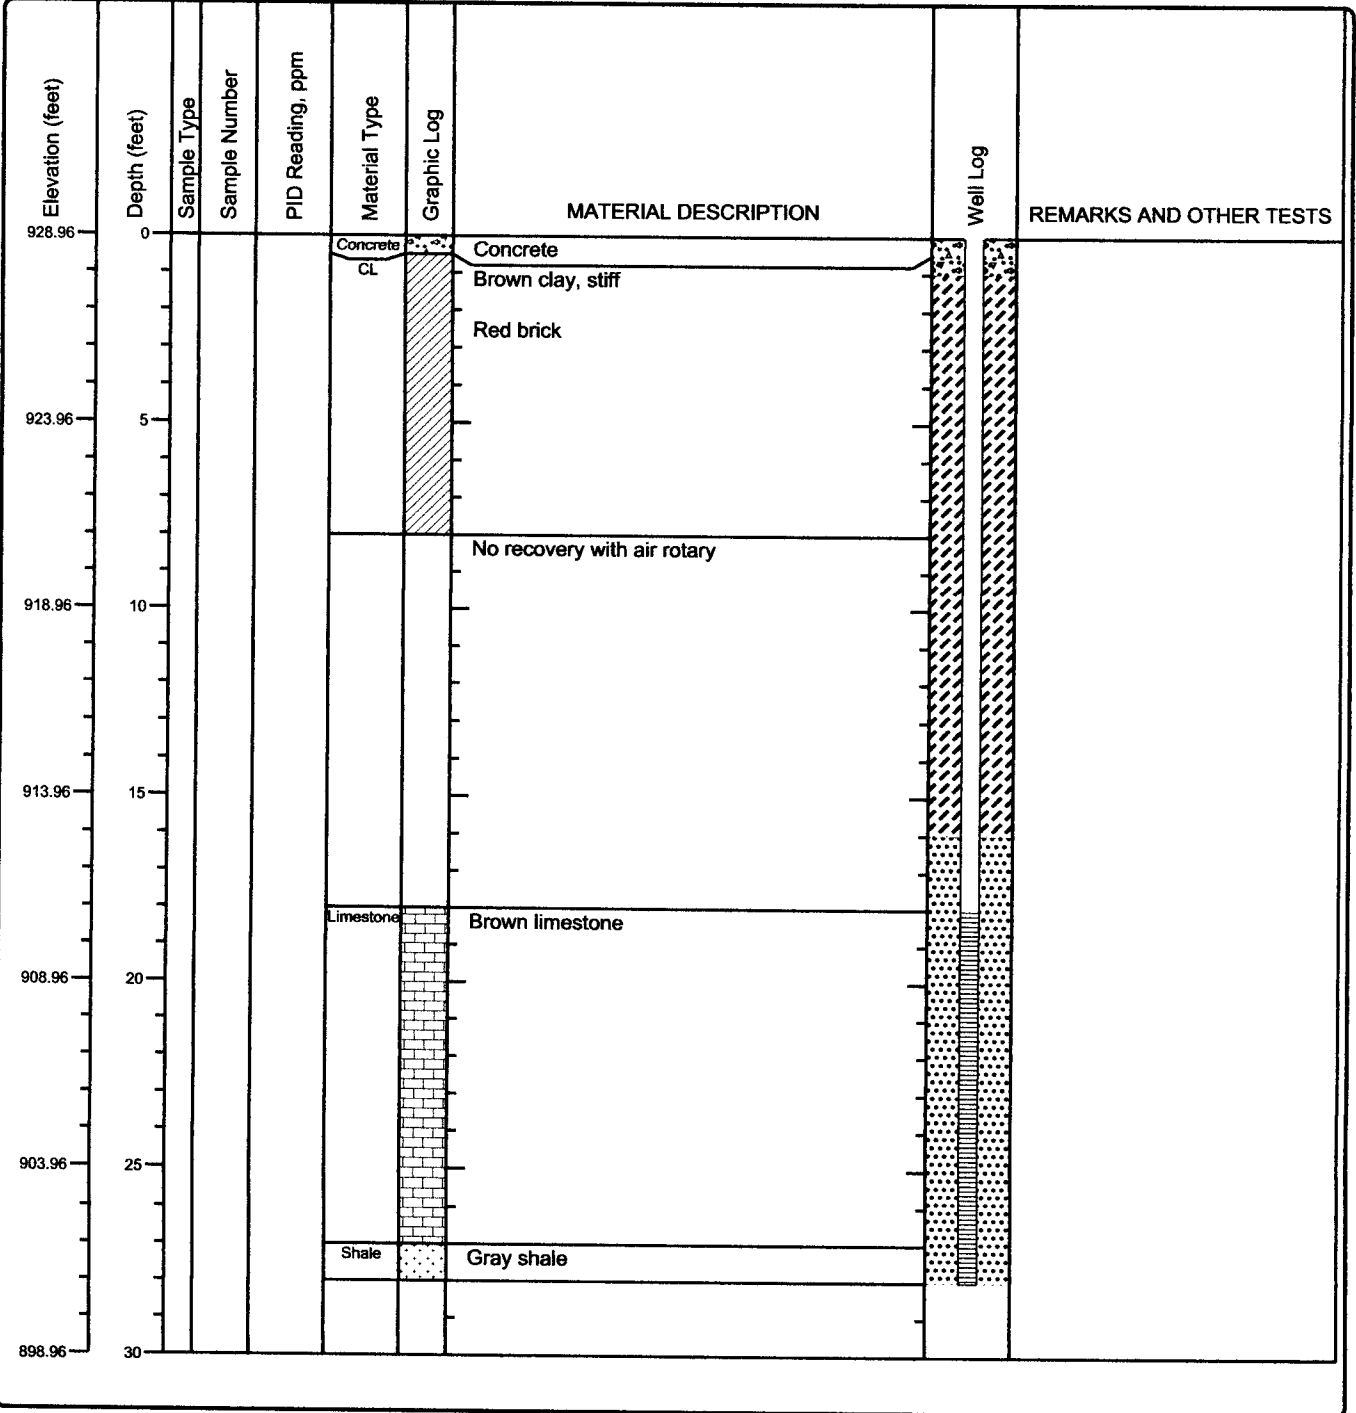 Elevation (feet)
Depth (feet)
Sample Type
Sample Number
PID Reading, ppm
Material Type
Graphic Log
MATERIAL DESCRIPTION
Well Log
REMARKS AND OTHER TESTS
928.96
0
Concrete
Concrete
CL
Brown clay, stiff
Red brick
923.96
5
No recovery with air rotary
918.96
10
913.96
15
Limestone
Brown limestone
908.96
20
903.96
25
Shale
Gray shale
898.96
30